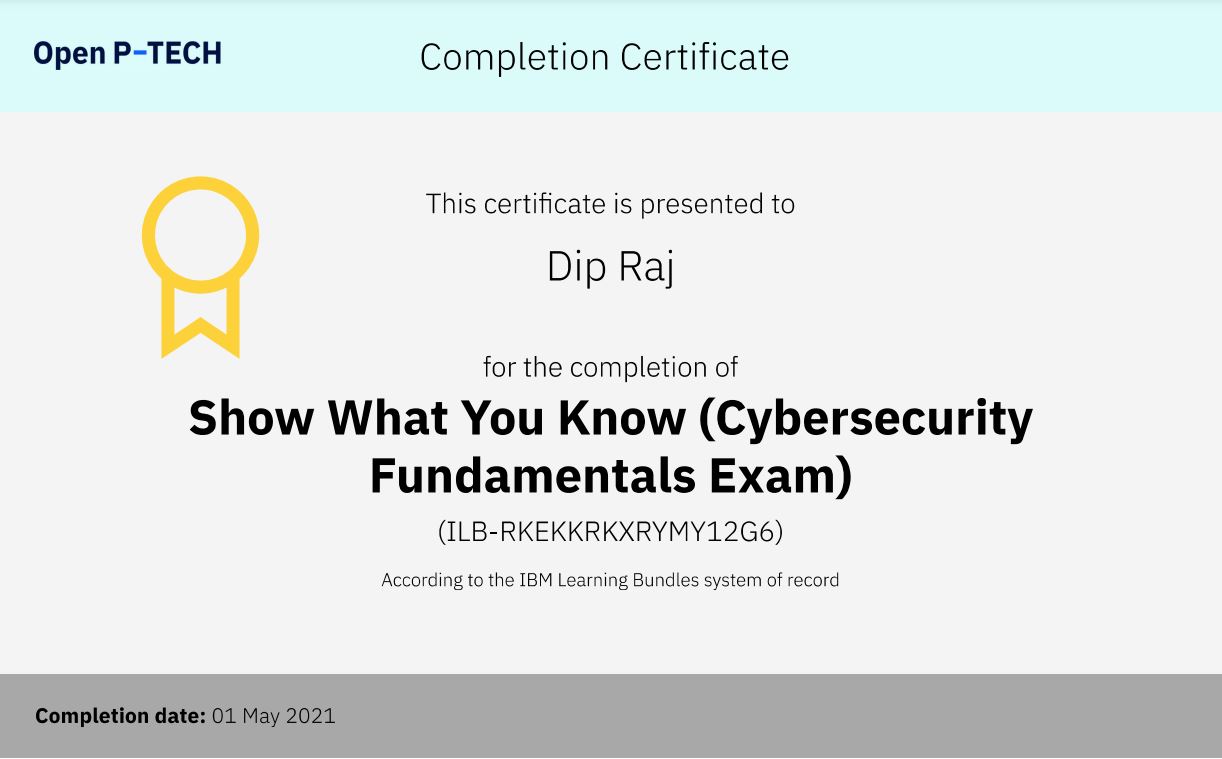 Open P-TECH
Completion Certificate
This certificate is presented to
Dip Raj
for the completion of
Show What You Know (Cybersecurity
Fundamentals Exam)
(ILB-RKEKKRKXRYMY12G6)
According to the IBM Learning Bundles system of record
Completion date: 01 May 2021